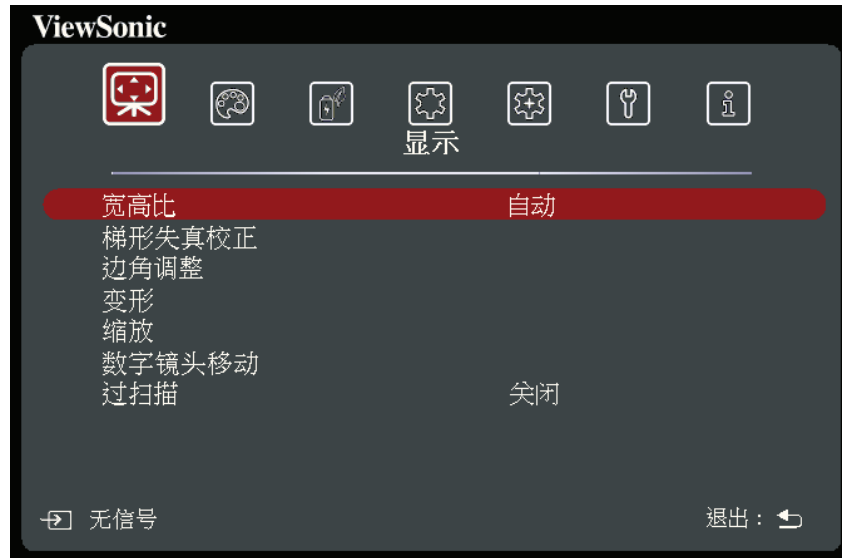 ViewSonic
显示
宽高比 自动
梯形失真校正
边角调整
变形
缩放
数字镜头移动
过扫描 关闭
无信号 退出：